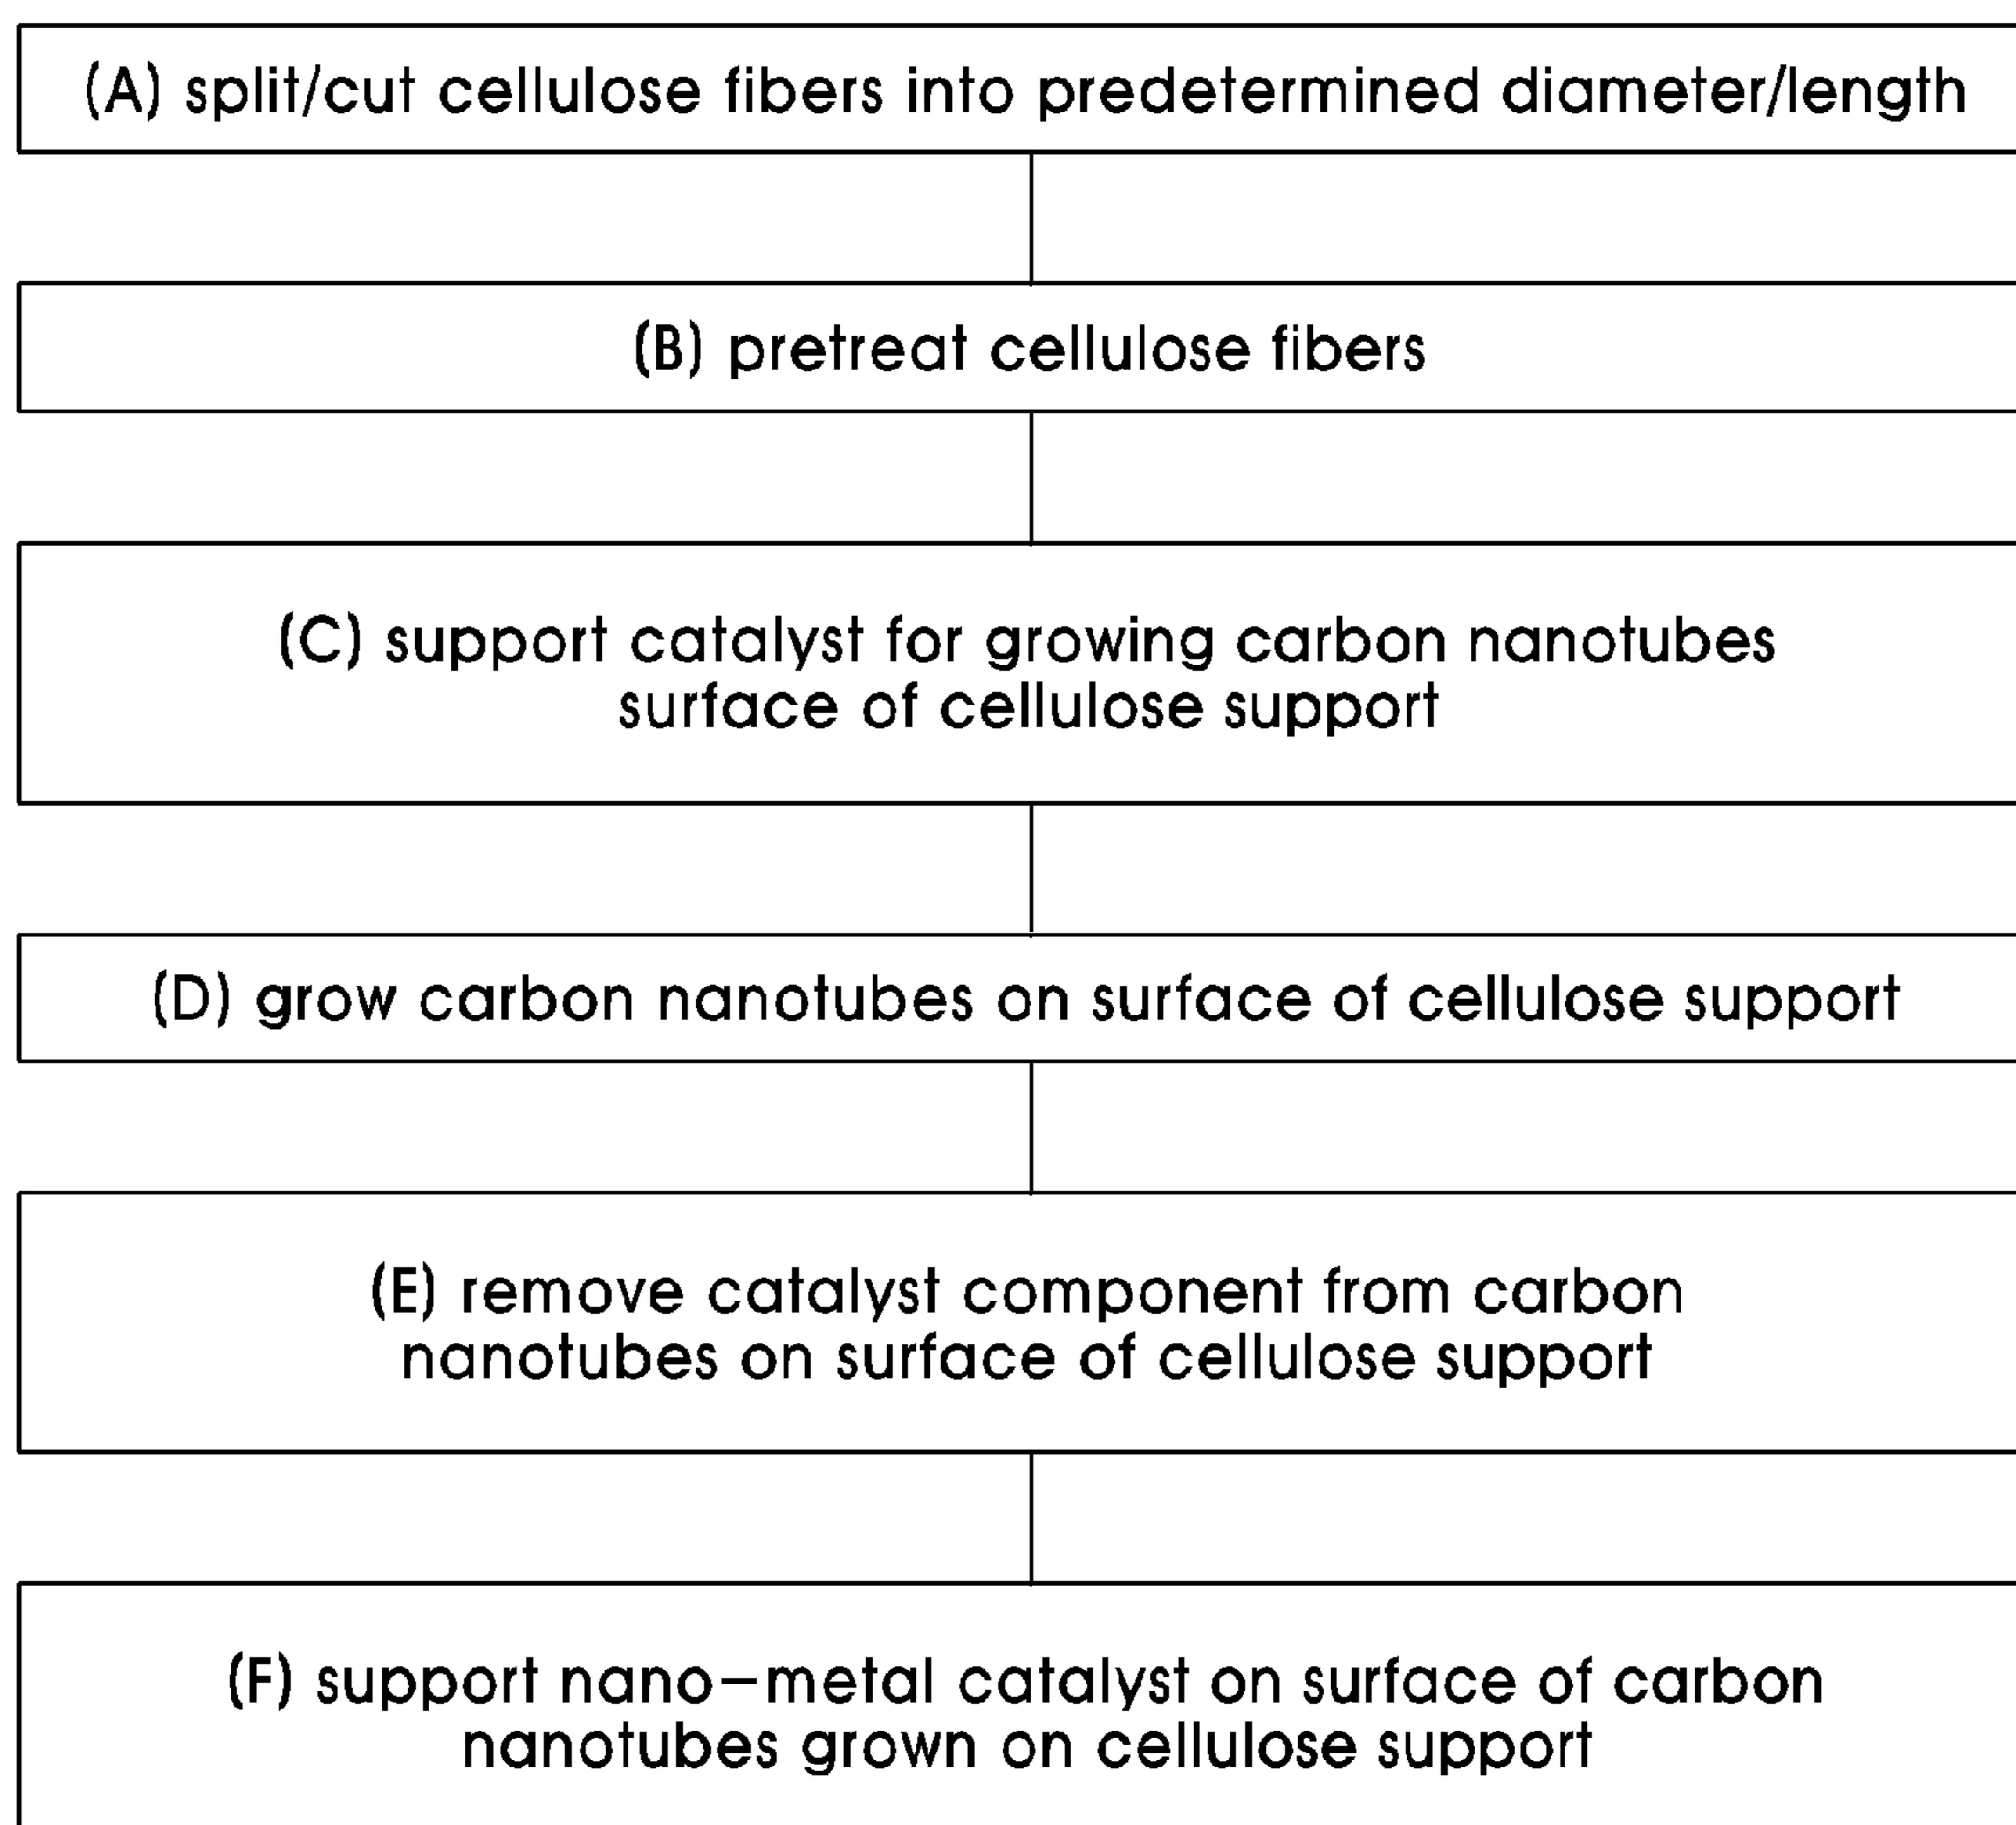 (A) split/cut cellulose fibers into predetermined diameter/length
(B) pretreat cellulose fibers
(C) support catalyst for growing carbon nanotubes
surface of cellulose support
(D) grow carbon nanotubes on surface of cellulose support
(E) remove catalyst component from carbon
nanotubes on surface of cellulose support
(F) support nano–metal catalyst on surface of carbon
nanotubes grown on cellulose support